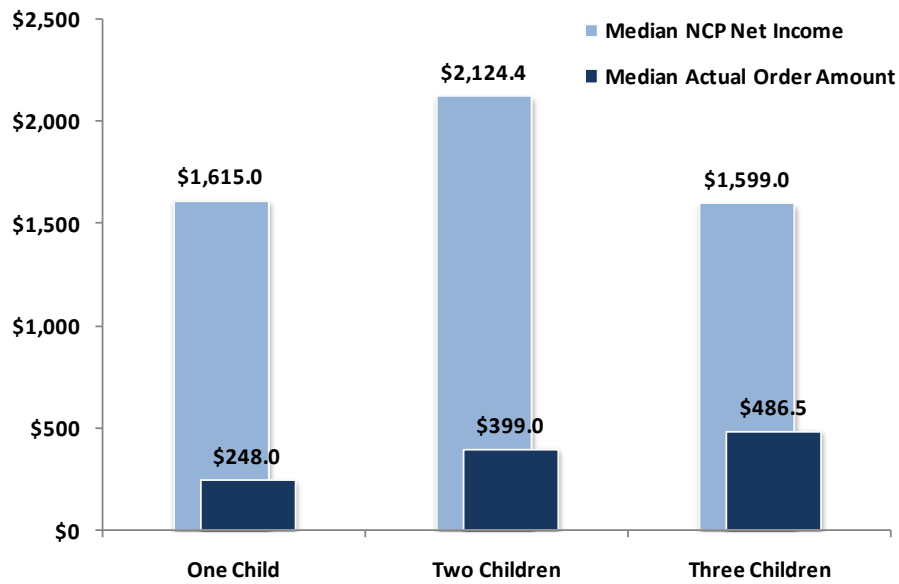 $2,500
Median NCP Net Income
$2,124.4
Median Actual Order Amount
$2,000
$1,615.0
$1,599.0
$1,500
$1,000
$486.5
$500
$399.0
$248.0
$0
One Child
Two Children
Three Children